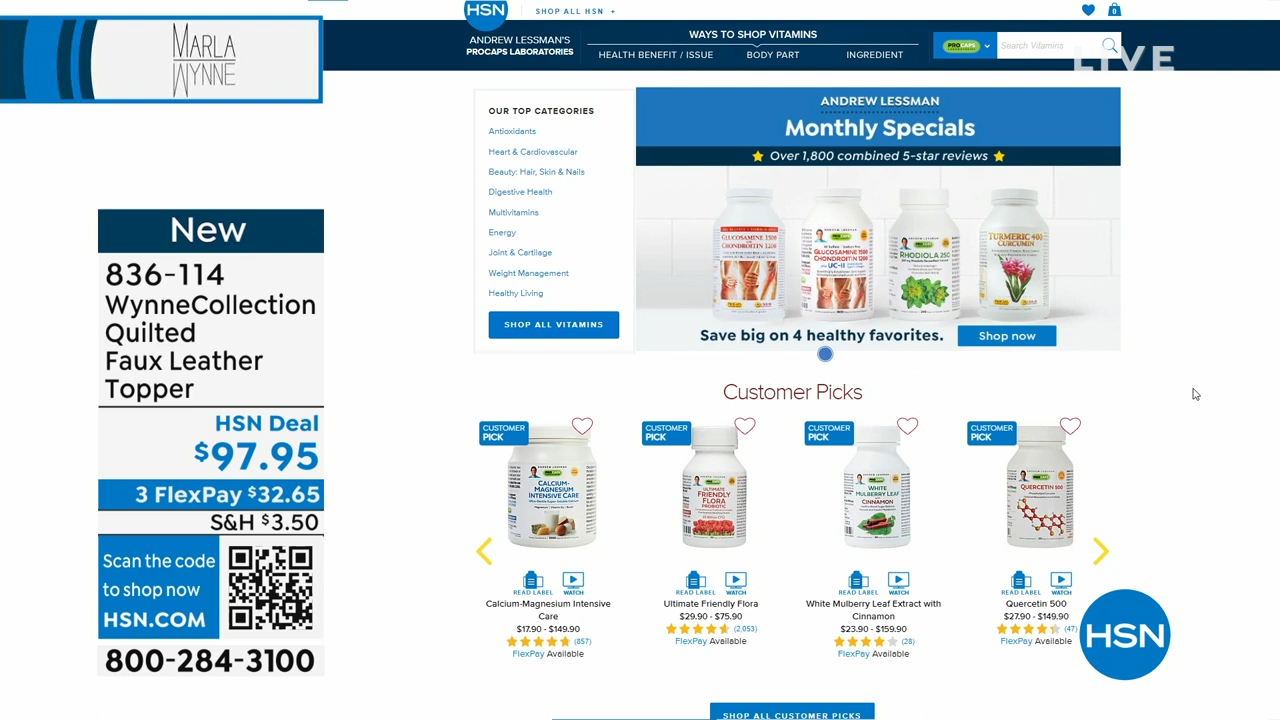 MARLA
WYNNE
New
836-114
WynneCollection
Quilted
Faux Leather
Topper
HSN Deal
$97.95
3 FlexPay $32.65
S&H $3.50
Scan the code
to shop now
HSN.COM
800-284-3100
HSN
SHOP ALL HSN +
0
ANDREW LESSMAN'S
PROCAPS LABORATORIES
WAYS TO SHOP VITAMINS
HEALTH BENEFIT / ISSUE
BODY PART
INGREDIENT
PROCAPS
Search Vitamins
LIVE
OUR TOP CATEGORIES
Antioxidants
Heart & Cardiovascular
Beauty: Hair, Skin & Nails
Digestive Health
Multivitamins
Energy
Joint & Cartilage
Weight Management
Healthy Living
SHOP ALL VITAMINS
ANDREW LESSMAN
Monthly Specials
Over 1,800 combined 5-star reviews
GLUCOSAMINE 1500
CHONDROITIN 1200
GLUCOSAMINE 1500
CHONDROITIN 1200
RHODIOLA 250
TURMERIC 400
CURCUMIN
Save big on 4 healthy favorites.
Shop now
Customer Picks
CUSTOMER
PICK
CALCIUM-
MAGNESIUM
INTENSIVE CARE
READ LABEL
WATCH
Calcium-Magnesium Intensive
Care
$17.90 - $149.90
(857)
FlexPay Available
CUSTOMER
PICK
ULTIMATE
FRIENDLY
FLORA
PROBIOTIC
READ LABEL
WATCH
Ultimate Friendly Flora
$29.90 - $75.90
(2,053)
FlexPay Available
CUSTOMER
PICK
WHITE
MULBERRY LEAF
CINNAMON
READ LABEL
WATCH
White Mulberry Leaf Extract with
Cinnamon
$23.90 - $159.90
(28)
FlexPay Available
CUSTOMER
PICK
QUERCETIN 500
READ LABEL
WATCH
Quercetin 500
$27.90 - $149.90
(47)
FlexPay Available
HSN
SHOP ALL CUSTOMER PICKS